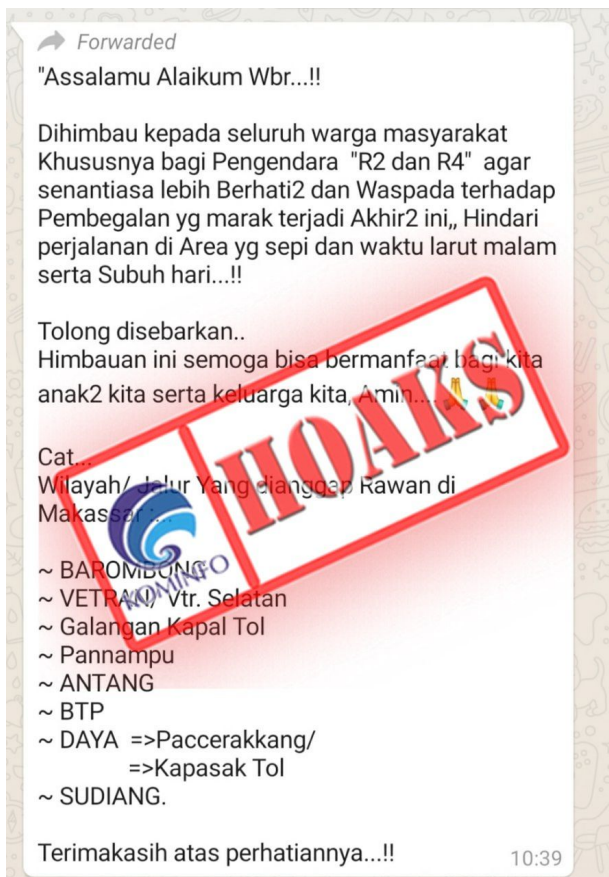 Forwarded
"Assalamu Alaikum Wbr...!!
Dihimbau kepada seluruh warga masyarakat
Khususnya bagi Pengendara "R2 dan R4" agar
senantiasa lebih Berhati2 dan Waspada terhadap
Pembegalan yg marak terjadi Akhir2 ini,, Hindari
perjalanan di Area yg sepi dan waktu larut malam
serta Subuh hari...!!
Tolong disebarkan..
Himbauan ini semoga bisa bermanfaat bagi kita
anak2 kita serta keluarga kita, Amin.... 🙏 🙏
HOAKS
Cat...
Wilayah/ Jalur Yang dianggap Rawan di
Makassar :...
KOMINFO
~ BAROMBONG
~ VETRAN/ Vtr. Selatan
~ Galangan Kapal Tol
~ Pannampu
~ ANTANG
~ BTP
~ DAYA =>Paccerakkang/
=>Kapasak Tol
~ SUDIANG.
Terimakasih atas perhatiannya...!!
10:39